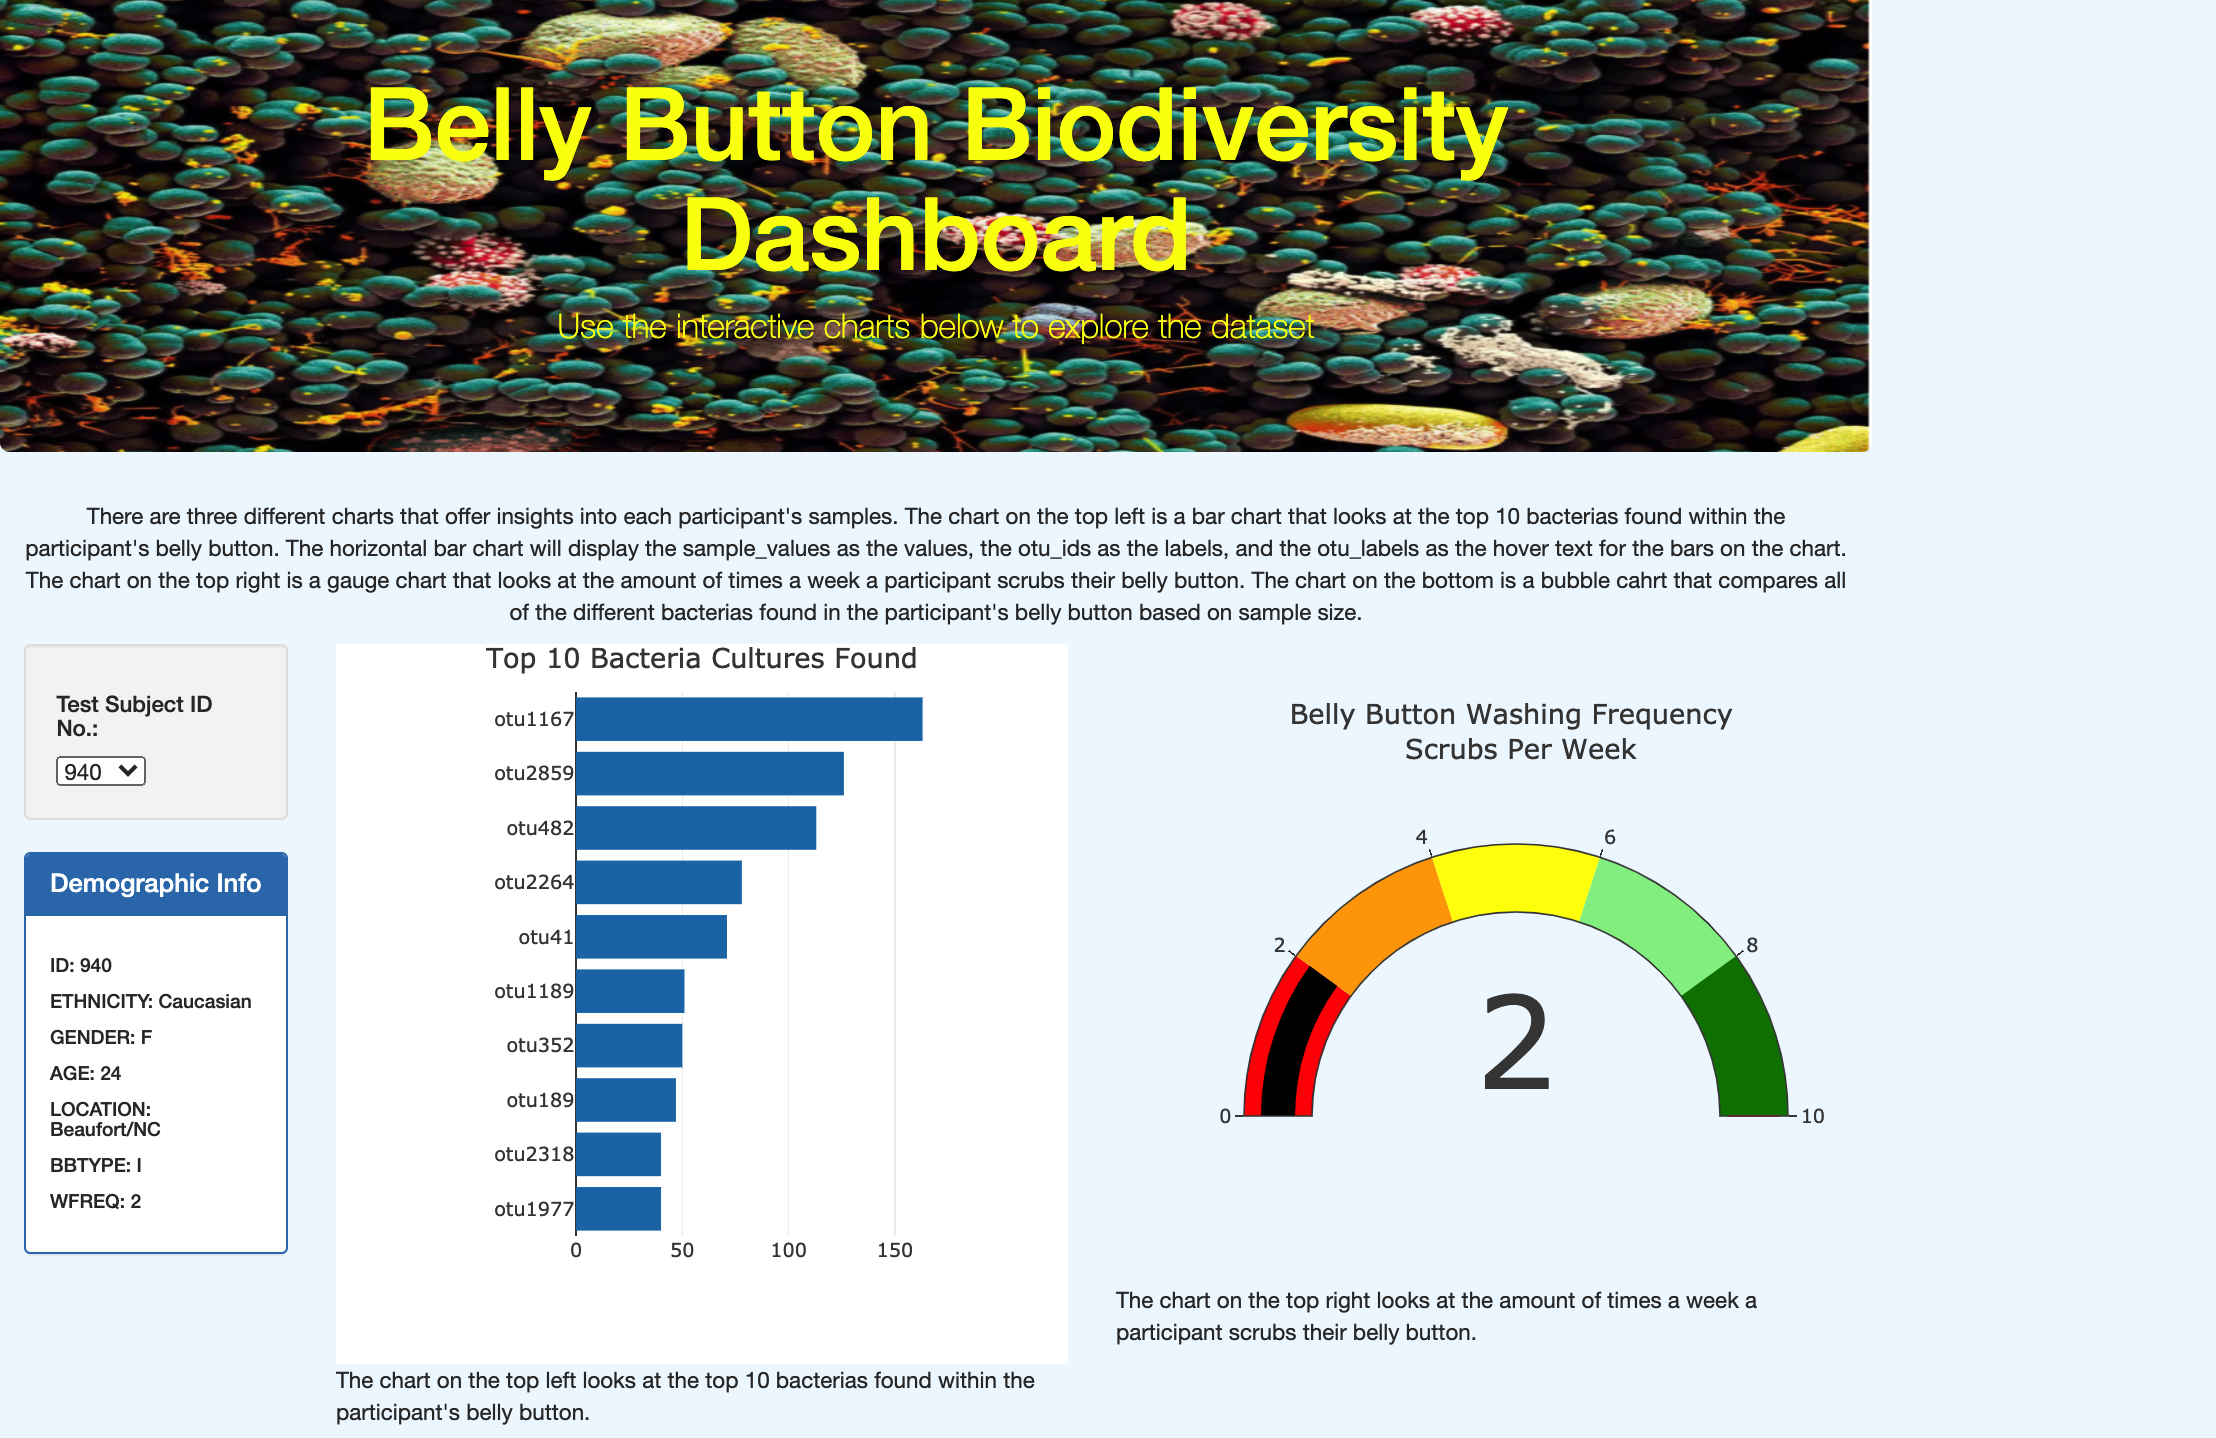 Belly Button Biodiversity
Dashboard
Use the interactive charts below to explore the dataset
There are three different charts that offer insights into each participant's samples. The chart on the top left is a bar chart that looks at the top 10 bacterias found within the
participant's belly button. The horizontal bar chart will display the sample_values as the values, the otu_ids as the labels, and the otu_labels as the hover text for the bars on the chart.
The chart on the top right is a gauge chart that looks at the amount of times a week a participant scrubs their belly button. The chart on the bottom is a bubble cahrt that compares all
of the different bacterias found in the participant's belly button based on sample size.
Test Subject ID
No.:
940
Demographic Info
ID: 940
ETHNICITY: Caucasian
GENDER: F
AGE: 24
LOCATION:
Beaufort/NC
BBTYPE: I
WFREQ: 2
Top 10 Bacteria Cultures Found
otu1167
otu2859
otu482
otu2264
otu41
otu1189
otu352
otu189
otu2318
otu1977
0 50 100 150
The chart on the top left looks at the top 10 bacterias found within the
participant's belly button.
Belly Button Washing Frequency
Scrubs Per Week
4 6
2 8
2
0 10
The chart on the top right looks at the amount of times a week a
participant scrubs their belly button.